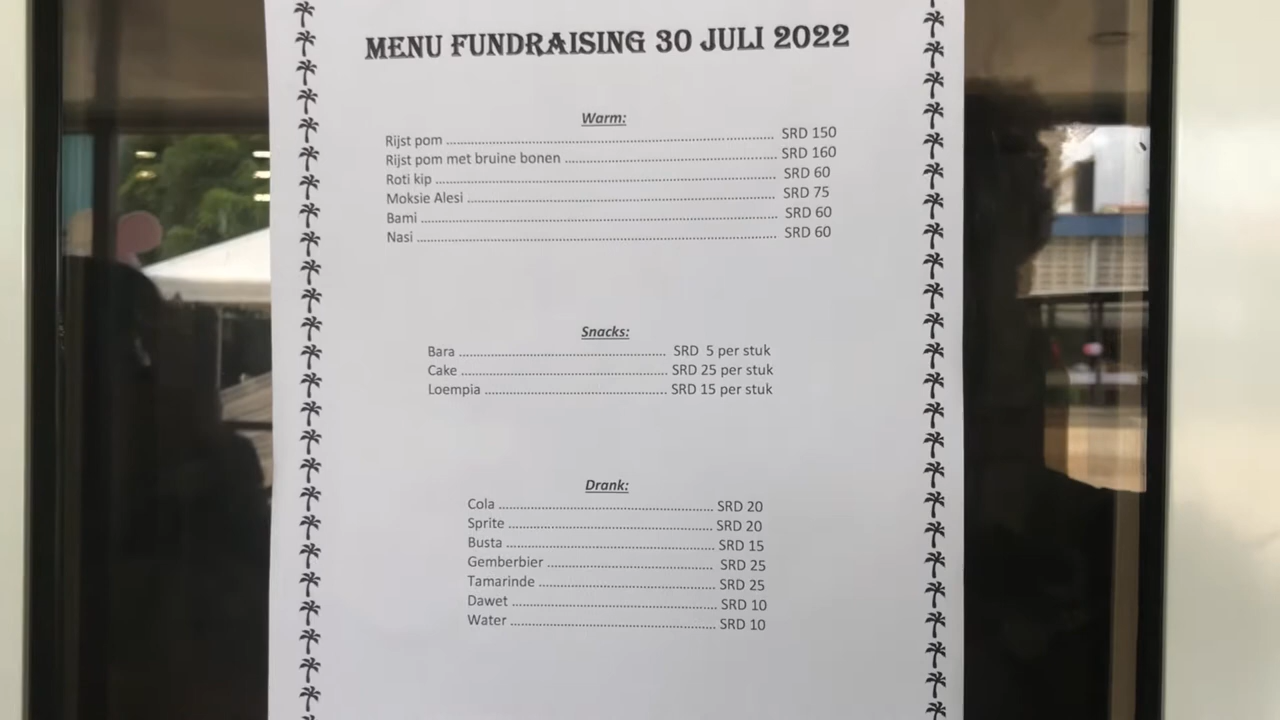 MENU FUNDRAISING 30 JULI 2022
Warm:
Rijst pom ........ SRD 150
Rijst pom met bruine bonen ........ SRD 160
Roti kip ........ SRD 60
Moksie Alesi ........ SRD 75
Bami ........ SRD 60
Nasi ........ SRD 60
Snacks:
Bara ........ SRD 5 per stuk
Cake ........ SRD 25 per stuk
Loempia ........ SRD 15 per stuk
Drank:
Cola ........ SRD 20
Sprite ........ SRD 20
Busta ........ SRD 15
Gemberbier ........ SRD 25
Tamarinde ........ SRD 25
Dawet ........ SRD 10
Water ........ SRD 10